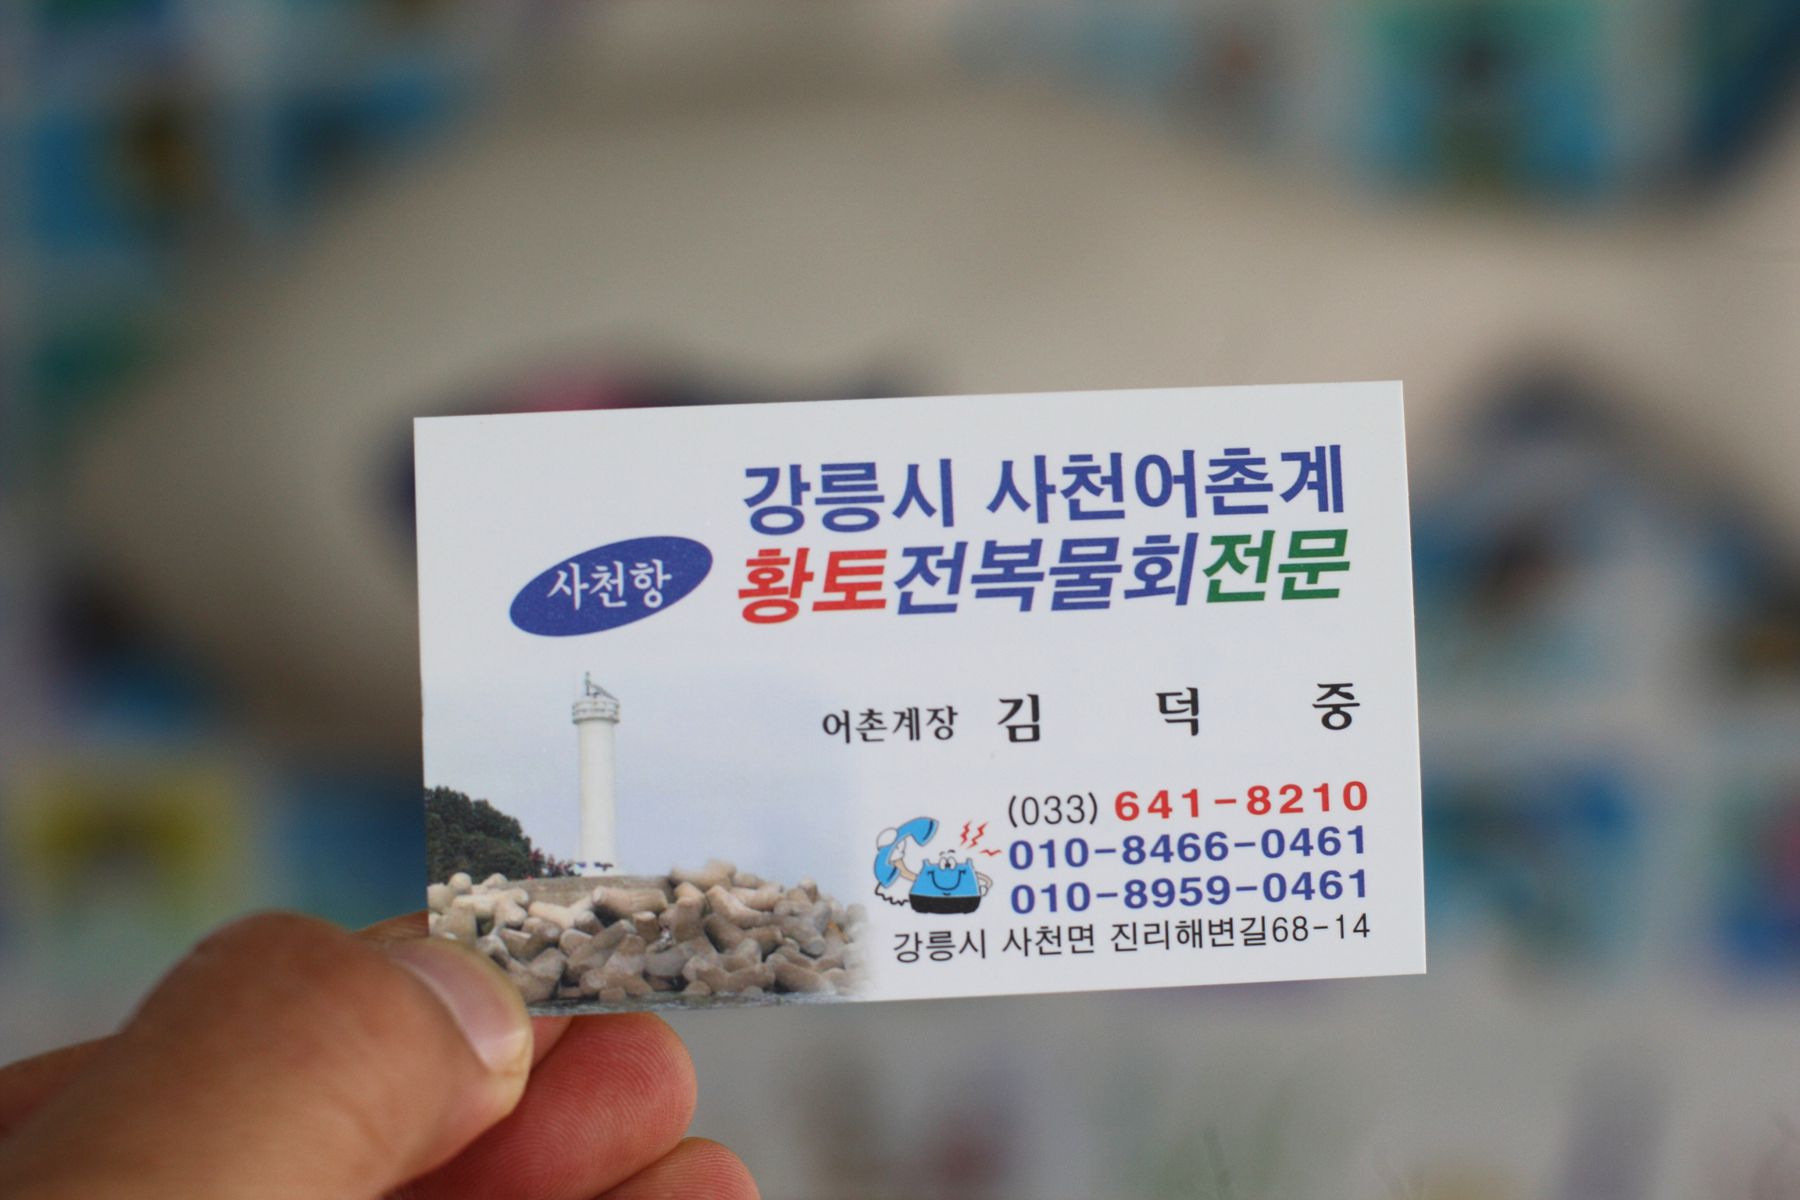 강릉시 사천어촌계
사천항
황토전복물회전문
어촌계장 김 덕 중
(033) 641-8210
010-8466-0461
010-8959-0461
강릉시 사천면 진리해변길68-14